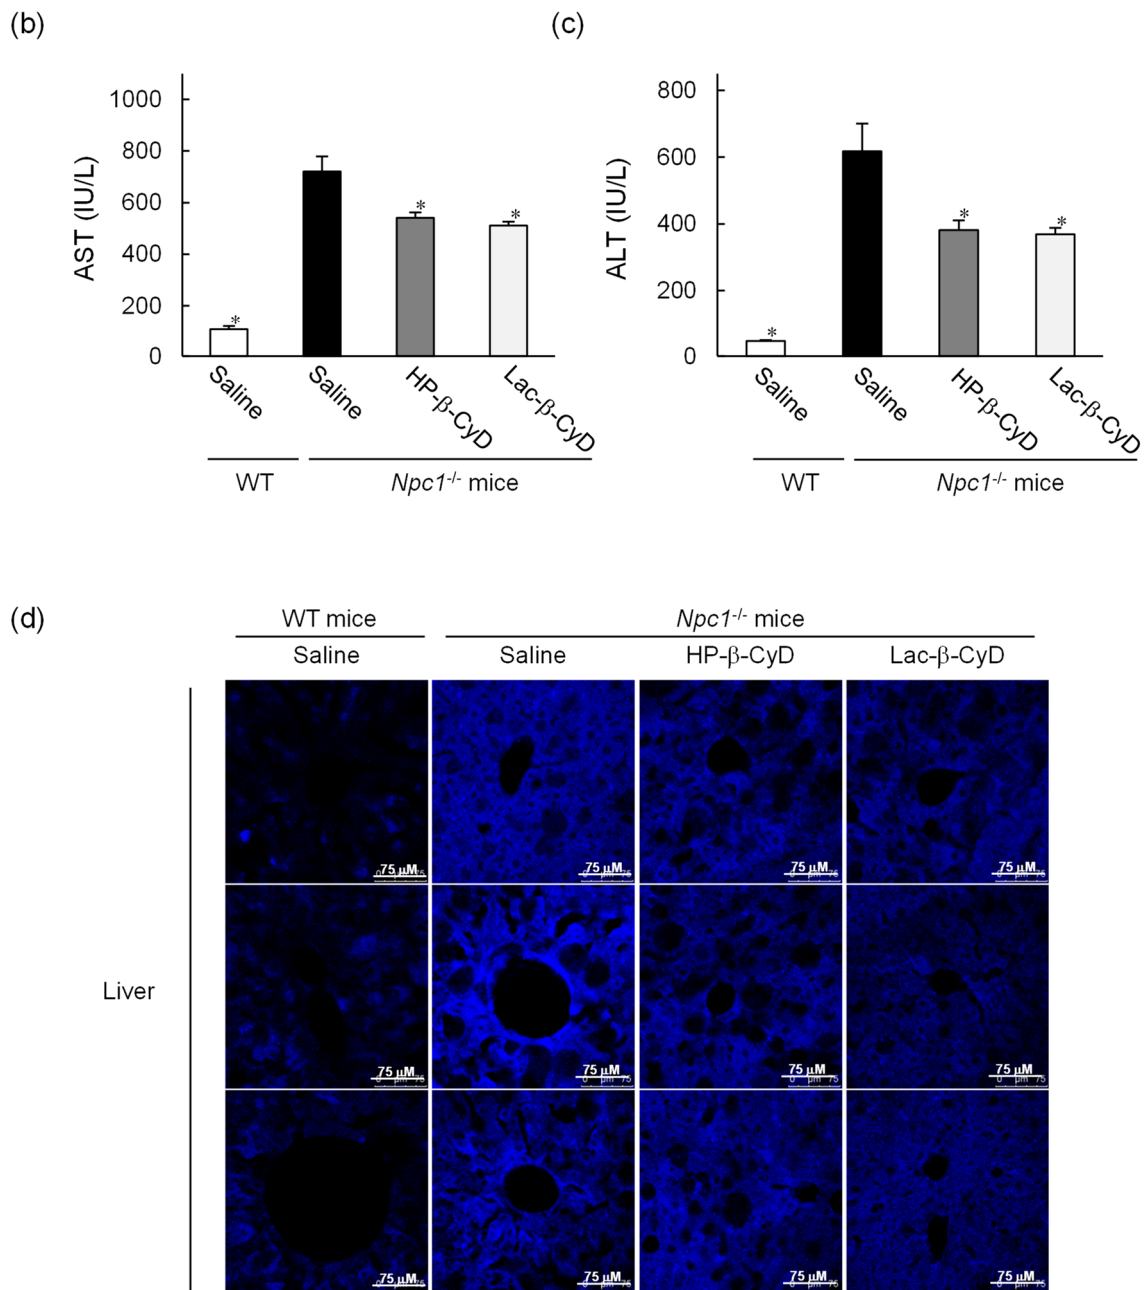 (b)
(c)
1000
800
600
400
200
0
AST (IU/L)
*
*
*
Saline
Saline
HP-β-CyD
Lac-β-CyD
WT
Npc1-/- mice
800
600
400
200
0
ALT (IU/L)
*
*
*
Saline
Saline
HP-β-CyD
Lac-β-CyD
WT
Npc1-/- mice
(d)
WT mice
Npc1-/- mice
Saline
Saline
HP-β-CyD
Lac-β-CyD
Liver
75 μM
75 μM
75 μM
75 μM
75 μM
75 μM
75 μM
75 μM
75 μM
75 μM
75 μM
75 μM